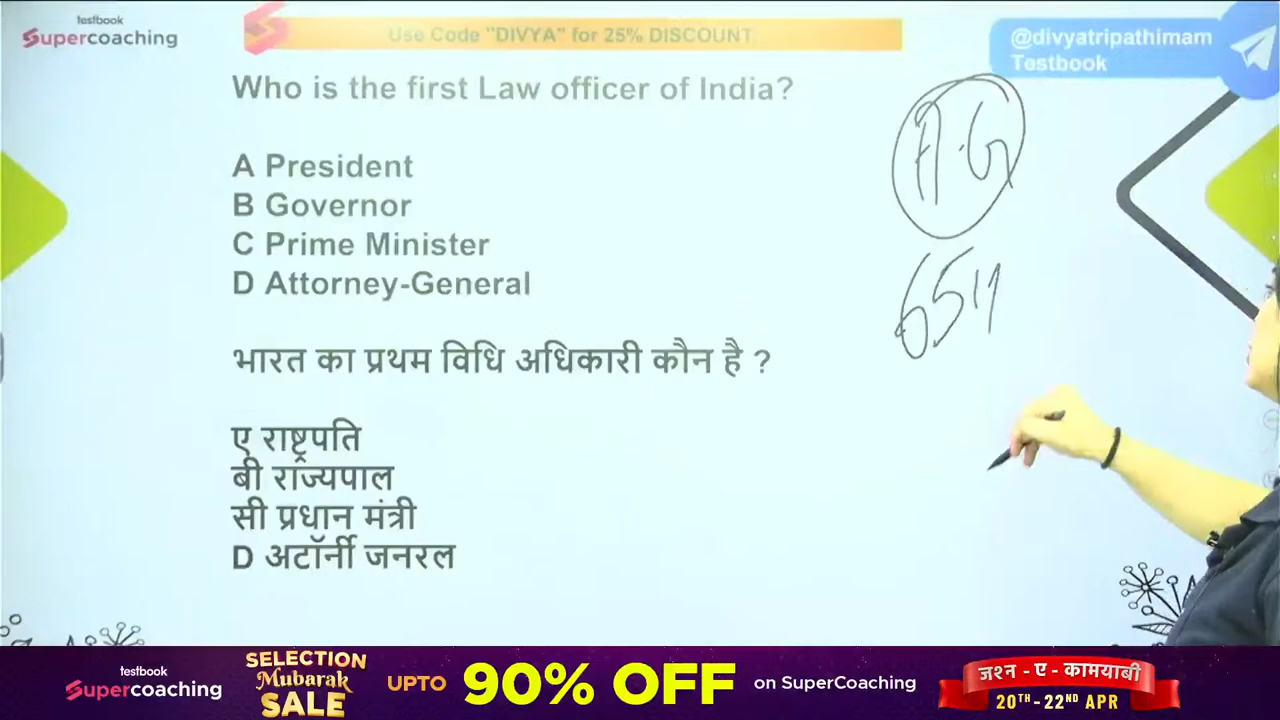 testbook
Supercoaching
Use Code "DIVYA" for 25% DISCOUNT
@divyatripathimam
Testbook
Who is the first Law officer of India?
A President
B Governor
C Prime Minister
D Attorney-General
A.G
65
भारत का प्रथम विधि अधिकारी कौन है ?
ए राष्ट्रपति
बी राज्यपाल
सी प्रधान मंत्री
D अटॉर्नी जनरल
testbook
Supercoaching
SELECTION
Mubarak
SALE
UPTO 90% OFF on SuperCoaching
जश्न - ए - कामयाबी
20TH - 22ND APR